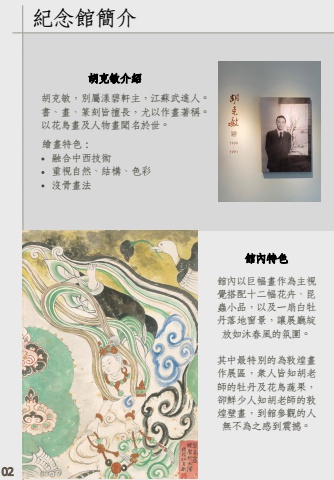 紀念館簡介
胡克敏介紹
胡克敏，別屬漾碧軒主，江蘇武進人。
書、畫、篆刻皆擅長，尤以作畫著稱。
以花鳥畫及人物畫聞名於世。
繪畫特色：
• 融合中西技術
• 重視自然、結構、色彩
• 沒骨畫法
胡克敏
館內特色
館內以巨幅畫作為主視
覺搭配十二幅花卉、昆
蟲小品，以及一扇白牡
丹落地窗景，讓展廳綻
放如沐春風的氛圍。
其中最特別的為敦煌畫
作展區，衆人皆知胡老
師的牡丹及花鳥蔬果，
卻鮮少人知胡老師的敦
煌壁畫，到館參觀的人
無不為之感到震撼。
02